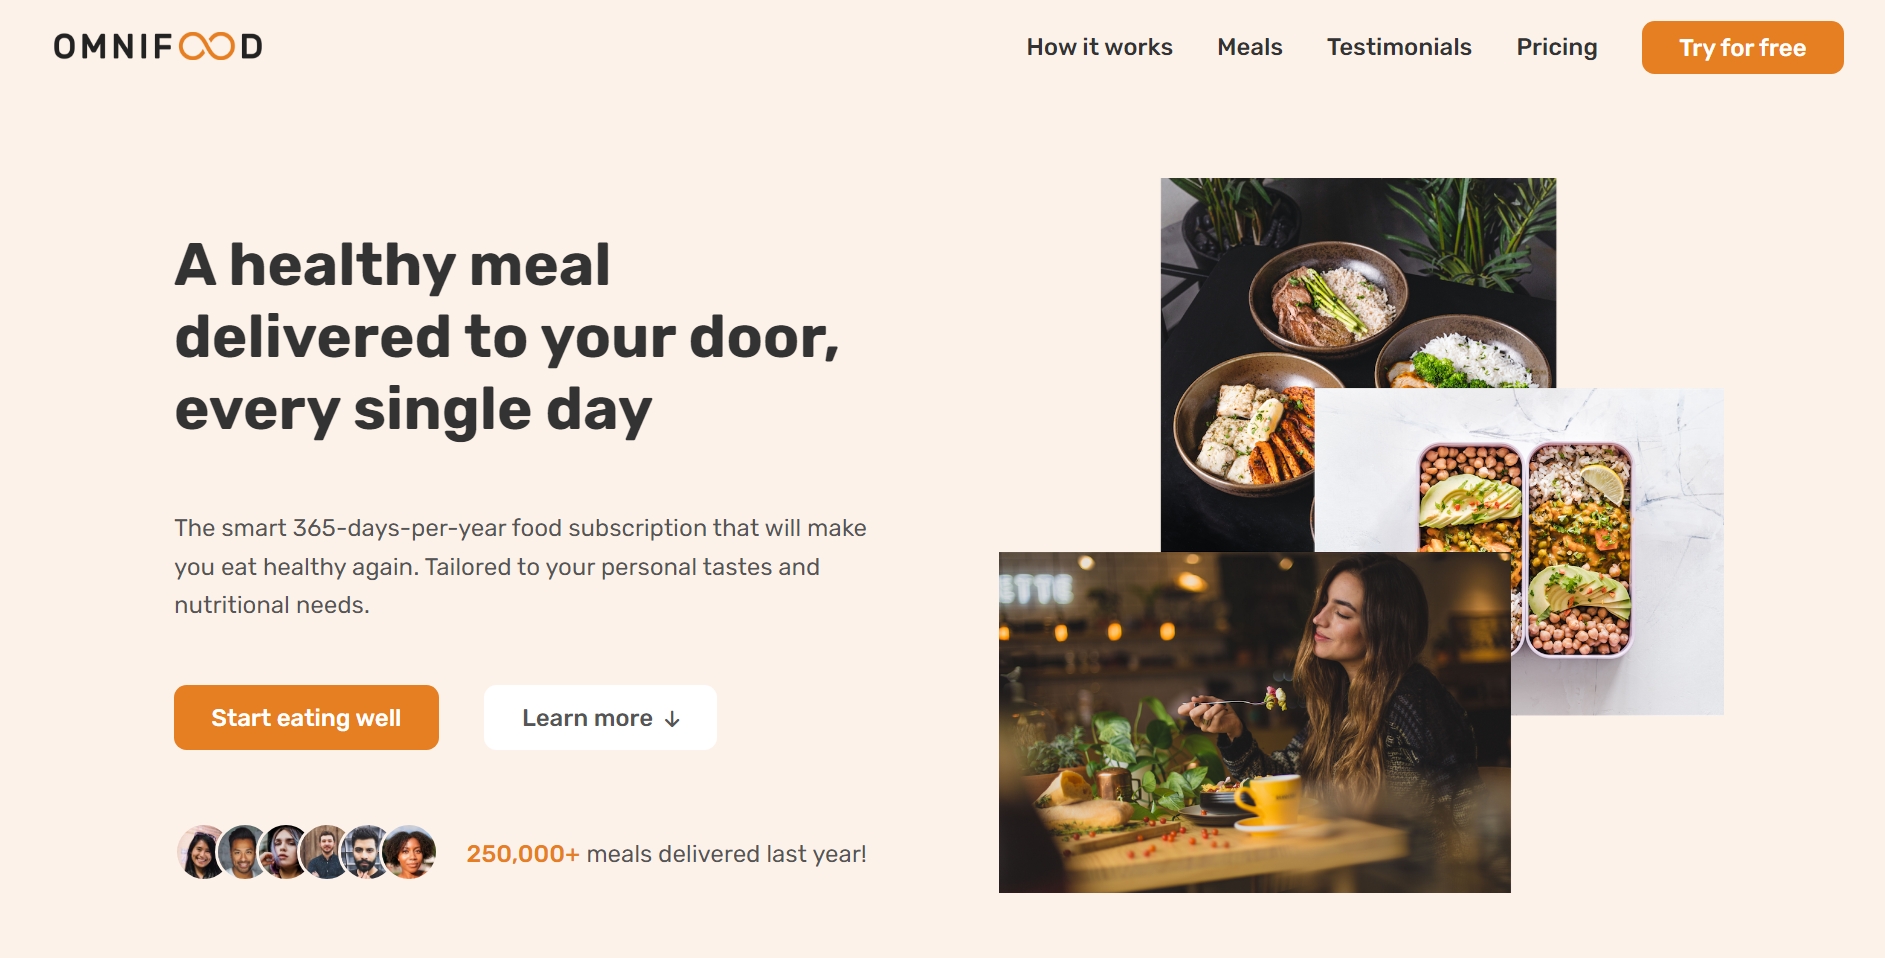 OMNIFOOD
How it works
Meals
Testimonials
Pricing
Try for free
A healthy meal
delivered to your door,
every single day
The smart 365-days-per-year food subscription that will make
you eat healthy again. Tailored to your personal tastes and
nutritional needs.
Start eating well
Learn more ↓
250,000+ meals delivered last year!
ETTE